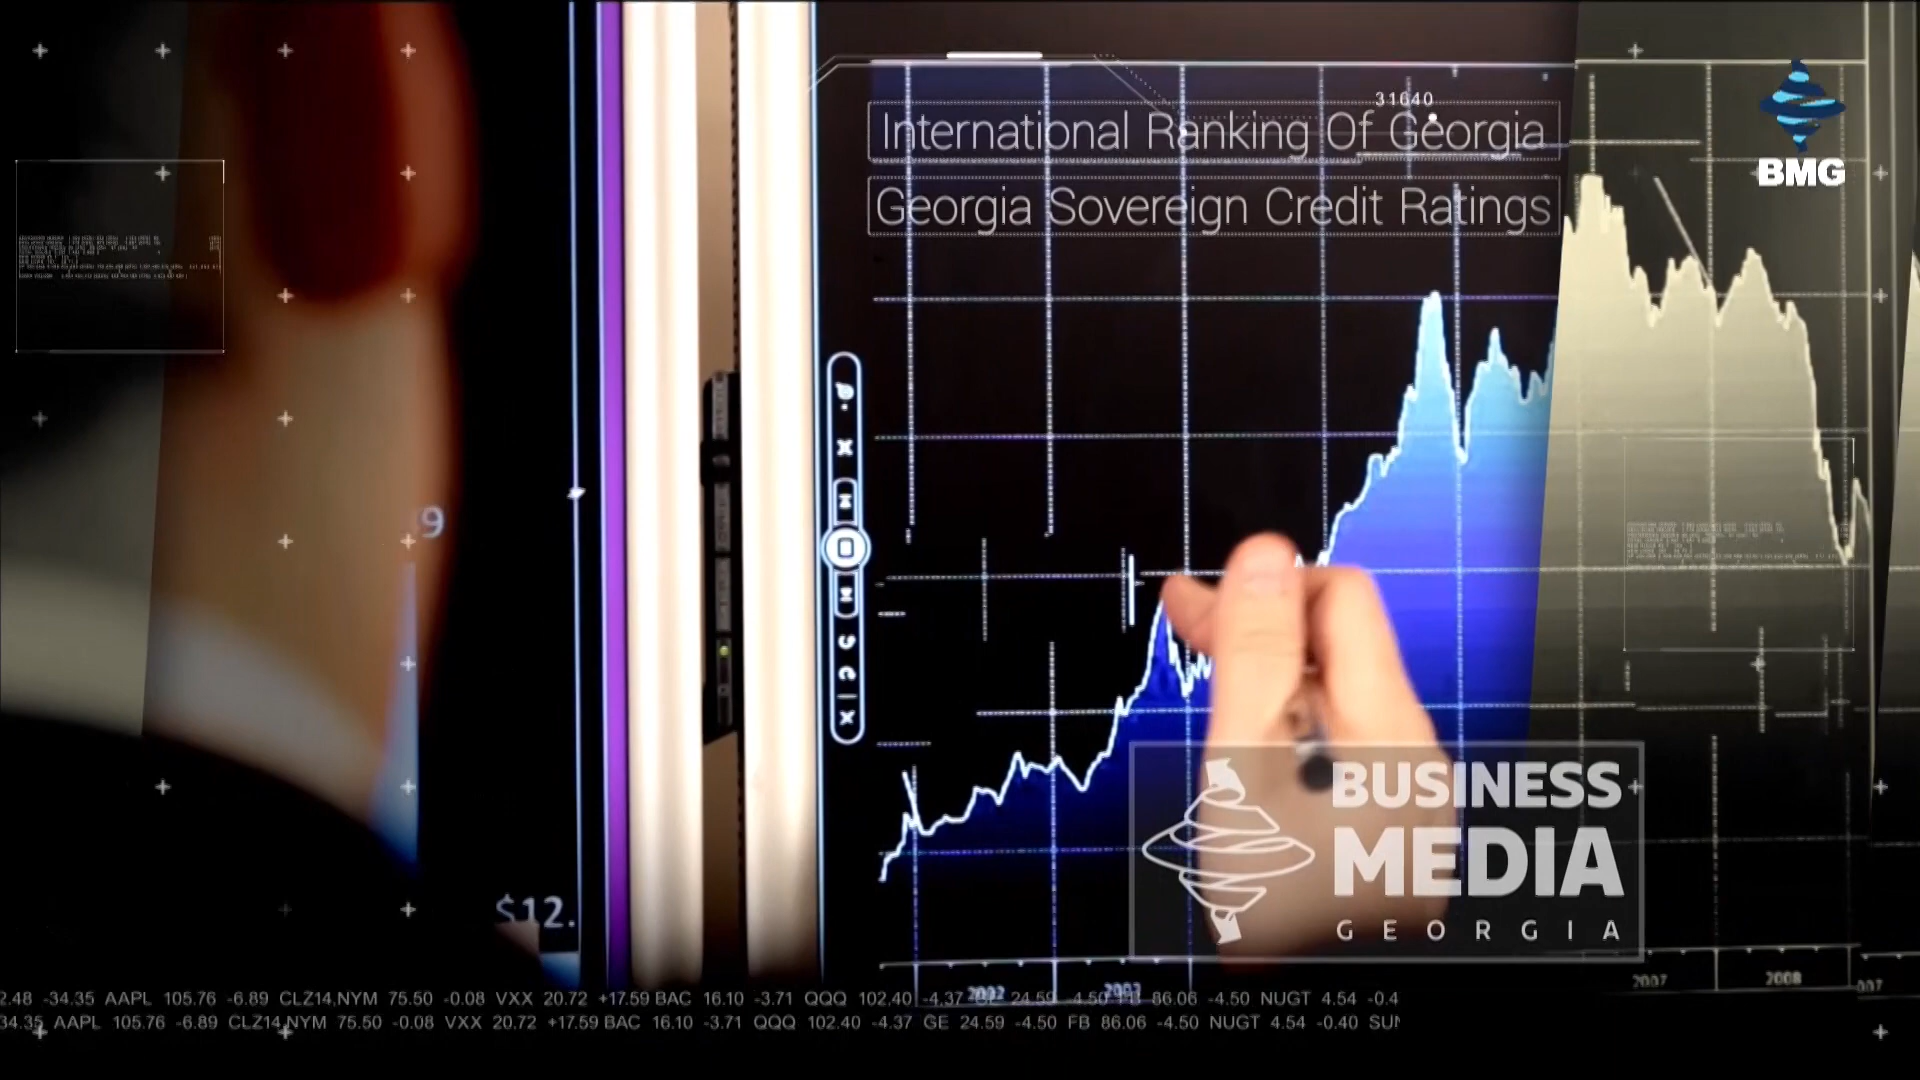 31640
International Ranking Of Georgia
Georgia Sovereign Credit Ratings
BMG
9
$12.
BUSINESS
MEDIA
GEORGIA
2002
2003
2007
2008
2.48 -34.35 AAPL 105.76 -6.89 CLZ14,NYM 75.50 -0.08 VXX 20.72 +17.59 BAC 16.10 -3.71 QQQ 102.40 -4.37 GE 24.59 -4.50 FB 86.06 -4.50 NUGT 4.54 -0.4
34.35 AAPL 105.76 -6.89 CLZ14,NYM 75.50 -0.08 VXX 20.72 +17.59 BAC 16.10 -3.71 QQQ 102.40 -4.37 GE 24.59 -4.50 FB 86.06 -4.50 NUGT 4.54 -0.40 SUN